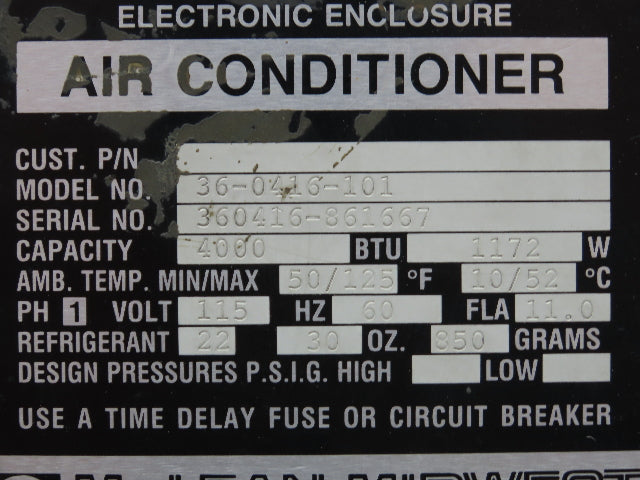 ELECTRONIC ENCLOSURE
AIR CONDITIONER
CUST. P/N
MODEL NO. 36-0416-101
SERIAL NO. 360416-861667
CAPACITY 4000 BTU 1172 W
AMB. TEMP. MIN/MAX 50/125 °F 10/52 °C
PH 1 VOLT 115 HZ 60 FLA 11.0
REFRIGERANT 22 30 OZ. 850 GRAMS
DESIGN PRESSURES P.S.I.G. HIGH LOW
USE A TIME DELAY FUSE OR CIRCUIT BREAKER
McLEAN MIDWEST